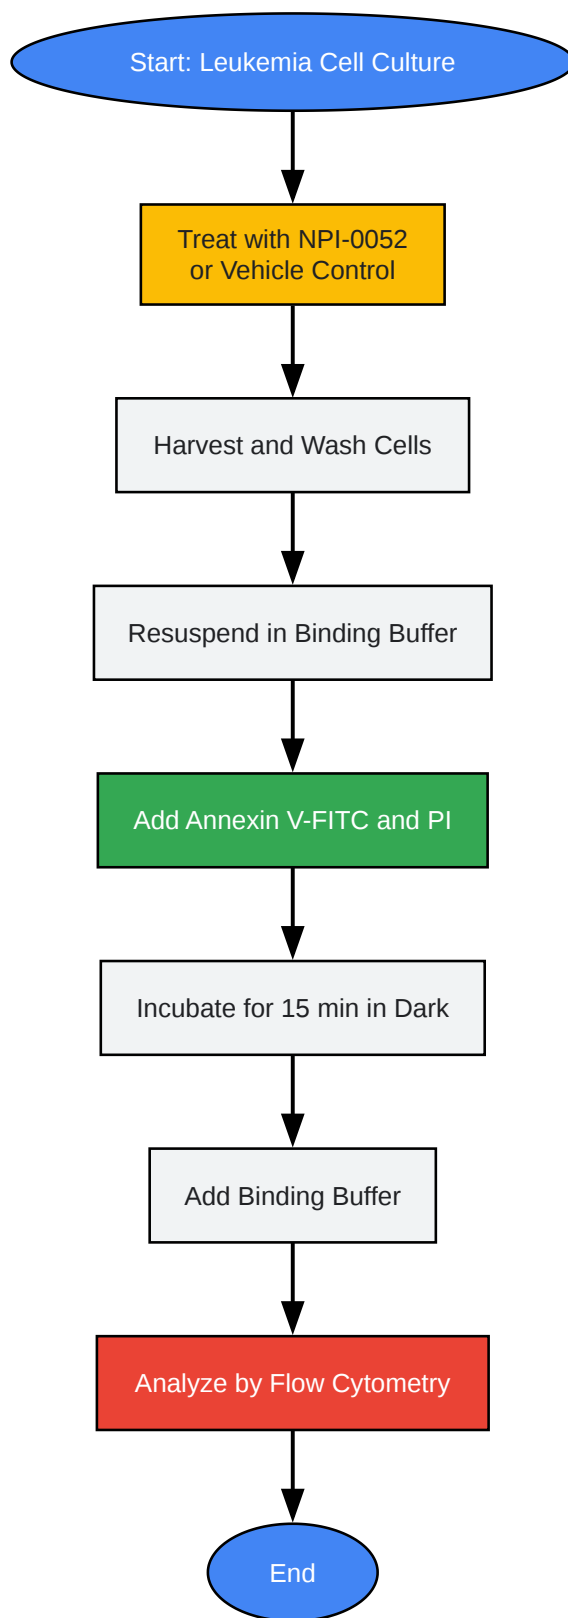 Start: Leukemia Cell Culture
Treat with NPI-0052
or Vehicle Control
Harvest and Wash Cells
Resuspend in Binding Buffer
Add Annexin V-FITC and PI
Incubate for 15 min in Dark
Add Binding Buffer
Analyze by Flow Cytometry
End